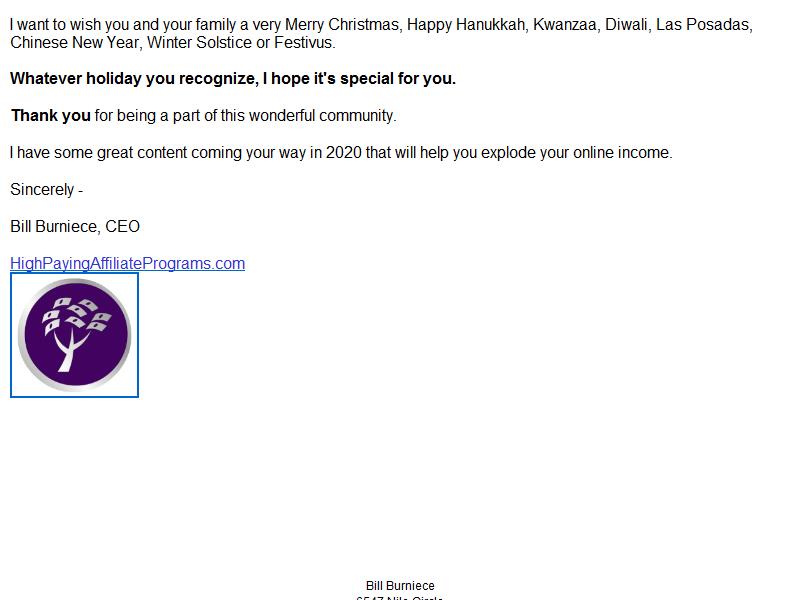 I want to wish you and your family a very Merry Christmas, Happy Hanukkah, Kwanzaa, Diwali, Las Posadas,
Chinese New Year, Winter Solstice or Festivus.
Whatever holiday you recognize, I hope it's special for you.
Thank you for being a part of this wonderful community.
I have some great content coming your way in 2020 that will help you explode your online income.
Sincerely -
Bill Burniece, CEO
HighPayingAffiliatePrograms.com
Bill Burniece
6547 Nile Circle